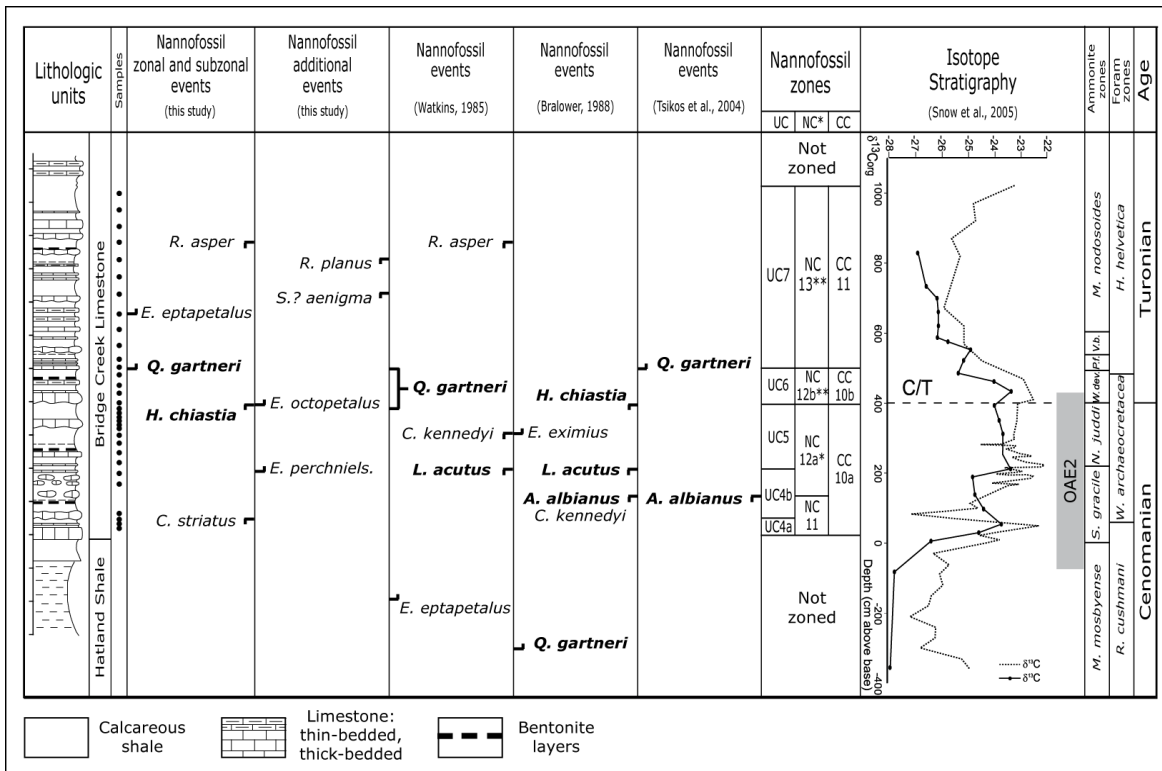 Lithologic
units
Samples
Nannofossil
zonal and subzonal
events
(this study)
Nannofossil
additional
events
(this study)
Nannofossil
events
(Watkins, 1985)
Nannofossil
events
(Bralower, 1988)
Nannofossil
events
(Tsikos et al., 2004)
Nannofossil
zones
UC NC* CC
Isotope
Stratigraphy
(Snow et al., 2005)
Ammonite
zones
Foram
zones
Age
Bridge Creek Limestone
Hatland Shale
R. asper
E. eptapetalus
Q. gartneri
H. chiastia
C. striatus
R. planus
S.? aenigma
E. octopetalus
E. perchniels.
R. asper
Q. gartneri
C. kennedyi
L. acutus
E. eptapetalus
H. chiastia
E. eximius
L. acutus
A. albianus
C. kennedyi
Q. gartneri
Q. gartneri
A. albianus
Not
zoned
UC7
NC
13**
CC
11
UC6
NC
12b**
CC
10b
UC5
NC
12a*
CC
10a
UC4b
UC4a
NC
11
Not
zoned
δ13Corg
-28 -27 -26 -25 -24 -23 -22
1000
800
600
400
200
0
-200
-400
Depth (cm above base)
C/T
δ¹³C
δ¹³C
OAE2
M. nodosoides
V.b.
P.f.
W. dev.
N. juddi
S. gracile
M. mosbyense
H. helvetica
W. archaeocretacea
R. cushmani
Turonian
Cenomanian
Calcareous
shale
Limestone:
thin-bedded,
thick-bedded
Bentonite
layers